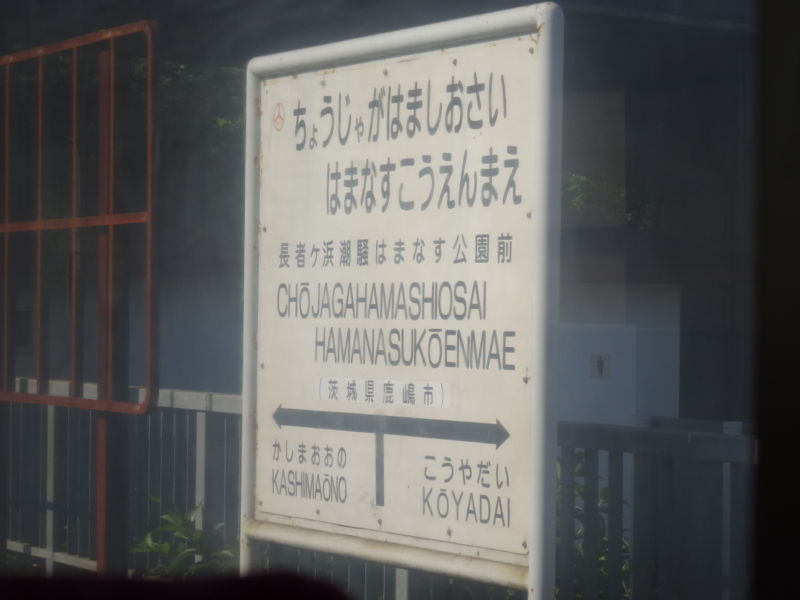 ちょうじゃがはましおさい
はまなすこうえんまえ
長者ヶ浜潮騒はまなす公園前
CHŌJAGAHAMASHIOSAI
HAMANASUKŌENMAE
(茨城県鹿嶋市)
かしまおおの
KASHIMAŌNO
こうやだい
KŌYADAI